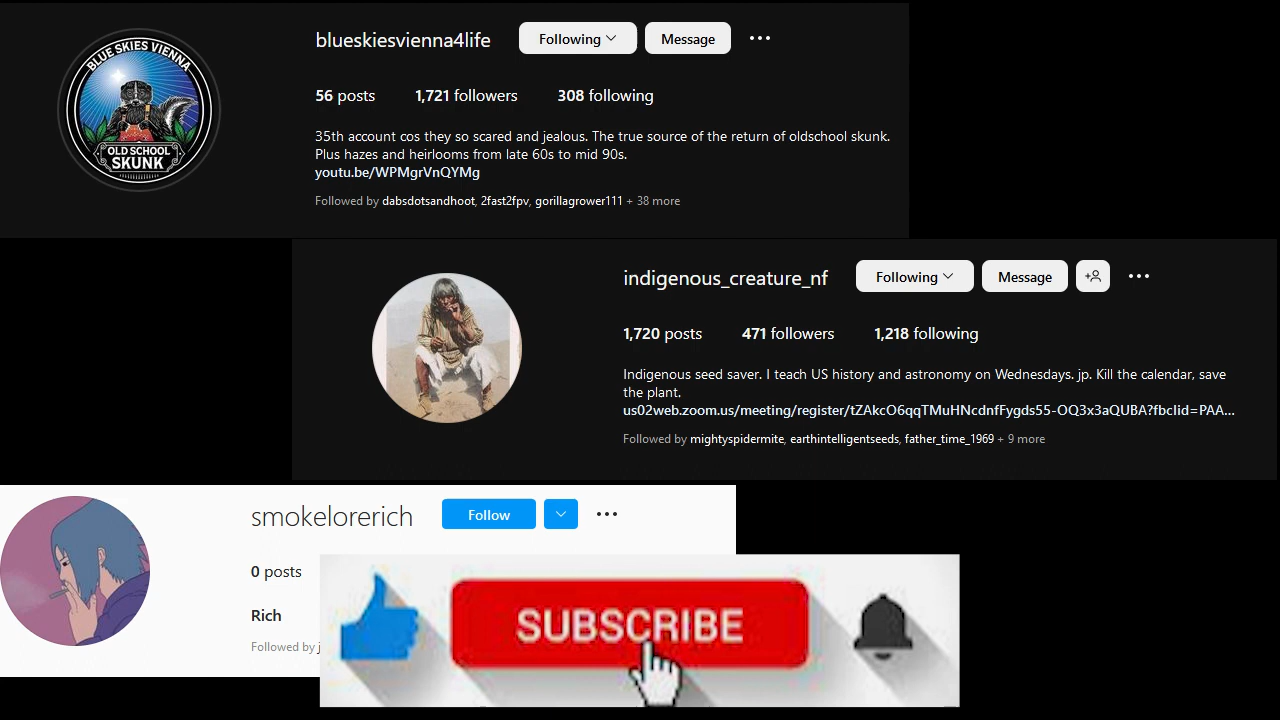 BLUE SKIES VIENNA
OLD SCHOOL
SKUNK
blueskiesvienna4life Following Message
56 posts 1,721 followers 308 following
35th account cos they so scared and jealous. The true source of the return of oldschool skunk.
Plus hazes and heirlooms from late 60s to mid 90s.
youtu.be/WPMgrVnQYMg
Followed by dabsdotsandhoot, 2fast2fpv, gorillagrower111 + 38 more
indigenous_creature_nf Following Message
1,720 posts 471 followers 1,218 following
Indigenous seed saver. I teach US history and astronomy on Wednesdays. jp. Kill the calendar, save
the plant.
us02web.zoom.us/meeting/register/tZAkcO6qqTMuHNcdnfFygds55-OQ3x3aQUBA?fbclid=PAA...
Followed by mightyspidermite, earthintelligentseeds, father_time_1969 + 9 more
smokelorerich Follow
0 posts
Rich
Followed by j
SUBSCRIBE